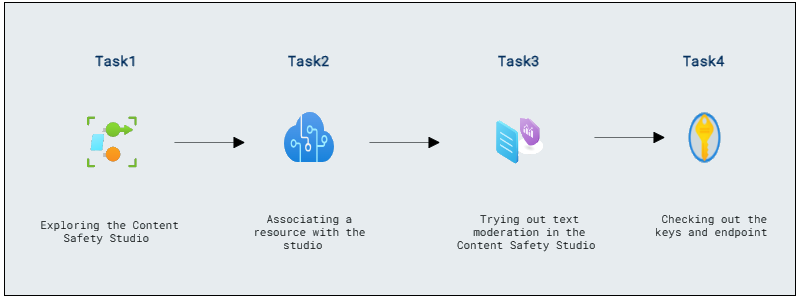 Task1
Task2
Task3
Task4
Exploring the Content
Safety Studio
Associating a
resource with the
studio
Trying out text
moderation in the
Content Safety Studio
Checking out the
keys and endpoint